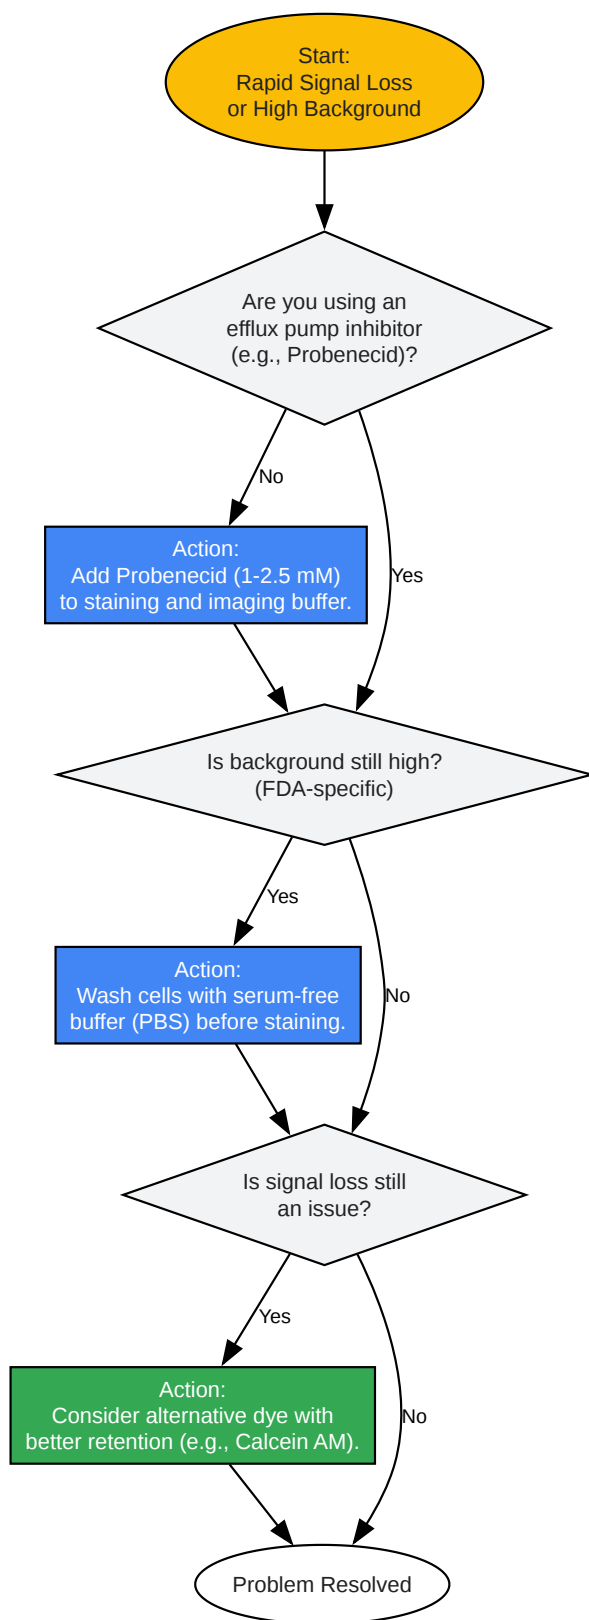 Start:
Rapid Signal Loss
or High Background
Are you using an
efflux pump inhibitor
(e.g., Probenecid)?
No
Yes
Action:
Add Probenecid (1-2.5 mM)
to staining and imaging buffer.
Is background still high?
(FDA-specific)
Yes
No
Action:
Wash cells with serum-free
buffer (PBS) before staining.
Is signal loss still
an issue?
Yes
No
Action:
Consider alternative dye with
better retention (e.g., Calcein AM).
Problem Resolved